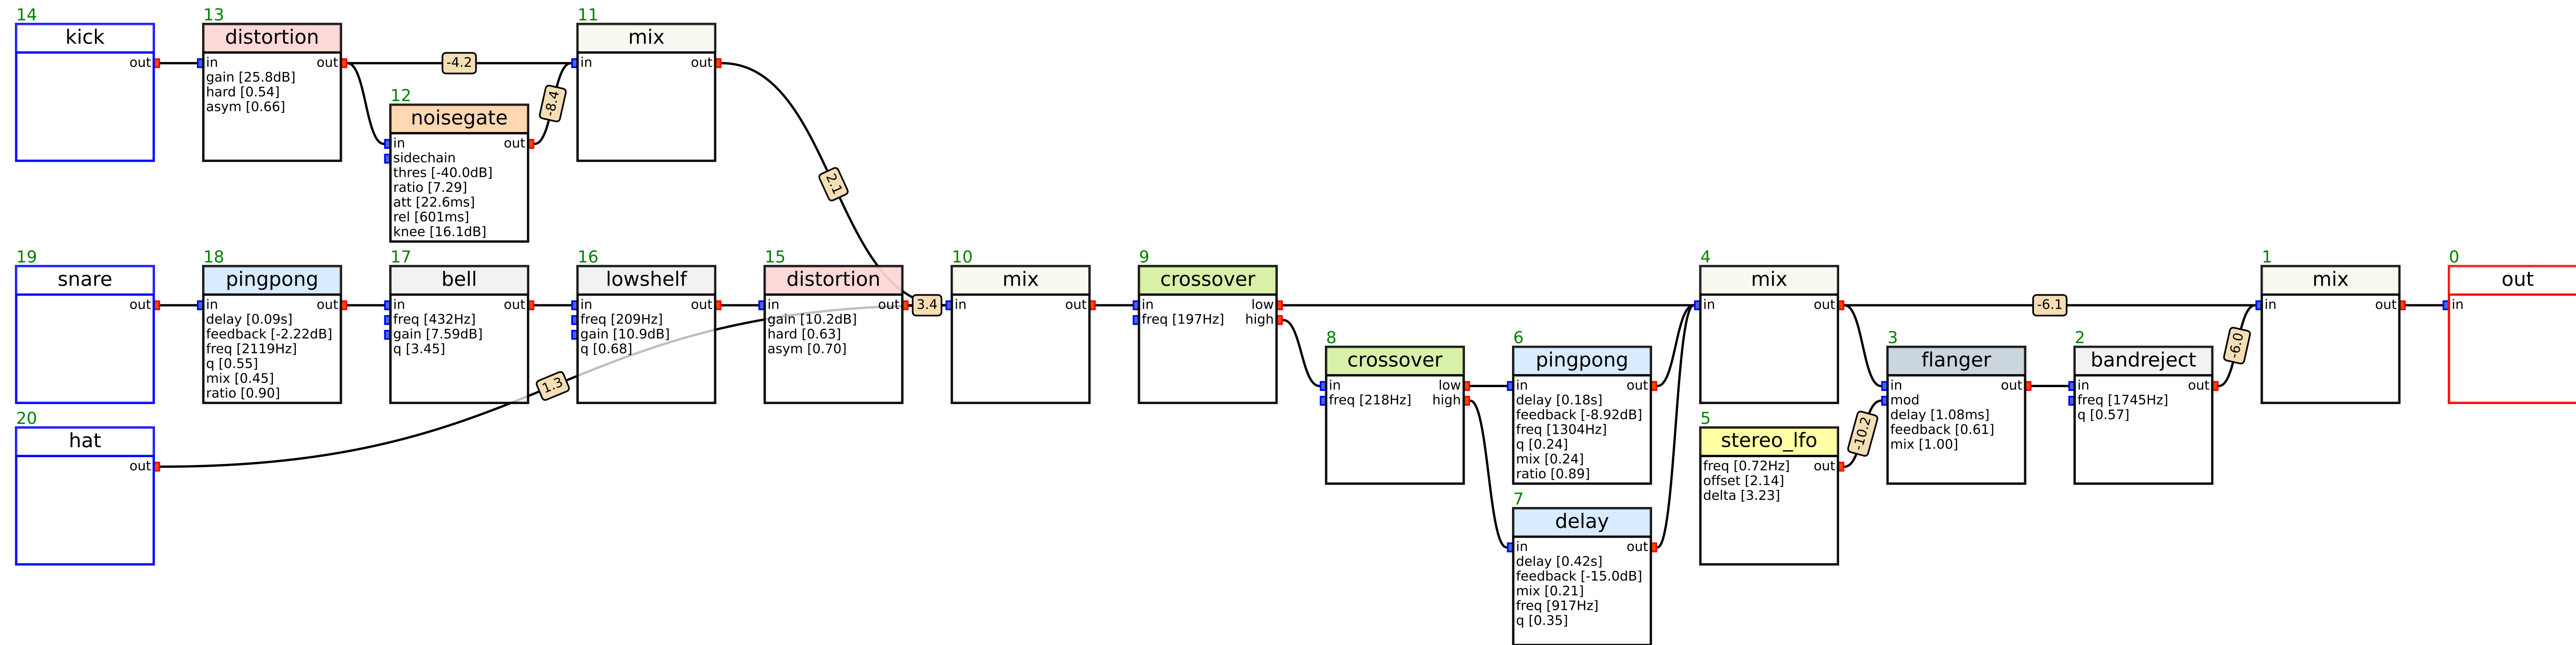 14
kick
out
13
distortion
in out
gain [25.8dB]
hard [0.54]
asym [0.66]
-4.2
12
noisegate
in out
sidechain
thres [-40.0dB]
ratio [7.29]
att [22.6ms]
rel [601ms]
knee [16.1dB]
-8.4
11
mix
in out
2.1
19
snare
out
18
pingpong
in out
delay [0.09s]
feedback [-2.22dB]
freq [2119Hz]
q [0.55]
mix [0.45]
ratio [0.90]
17
bell
in out
freq [432Hz]
gain [7.59dB]
q [3.45]
16
lowshelf
in out
freq [209Hz]
gain [10.9dB]
q [0.68]
15
distortion
in out
gain [10.2dB]
hard [0.63]
asym [0.70]
3.4
20
hat
out
1.3
10
mix
in out
9
crossover
in low
freq [197Hz] high
8
crossover
in low
freq [218Hz] high
6
pingpong
in out
delay [0.18s]
feedback [-8.92dB]
freq [1304Hz]
q [0.24]
mix [0.24]
ratio [0.89]
7
delay
in out
delay [0.42s]
feedback [-15.0dB]
mix [0.21]
freq [917Hz]
q [0.35]
4
mix
in out
5
stereo_lfo
freq [0.72Hz] out
offset [2.14]
delta [3.23]
-10.2
-6.1
3
flanger
in out
mod
delay [1.08ms]
feedback [0.61]
mix [1.00]
2
bandreject
in out
freq [1745Hz]
q [0.57]
-6.0
1
mix
in out
0
out
in